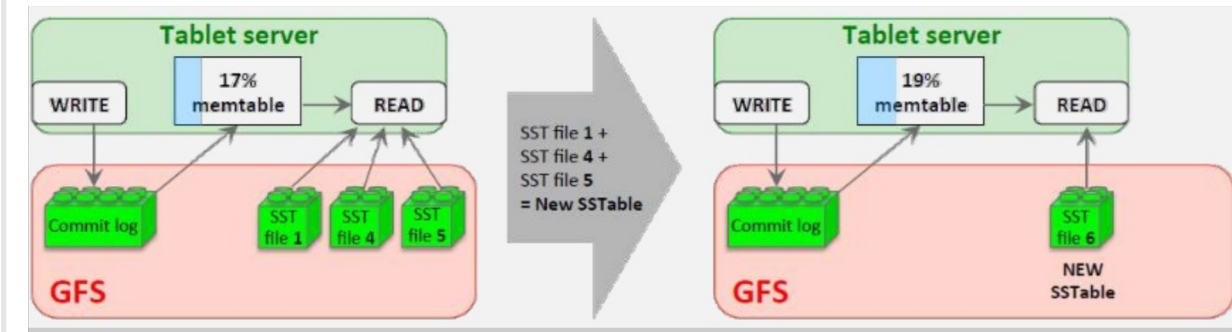 Tablet server
17%
memtable
WRITE
READ
Commit log
SST
file 1
SST
file 4
SST
file 5
GFS
SST file 1 +
SST file 4 +
SST file 5
= New SSTable
Tablet server
19%
memtable
WRITE
READ
Commit log
SST
file 6
NEW
SSTable
GFS